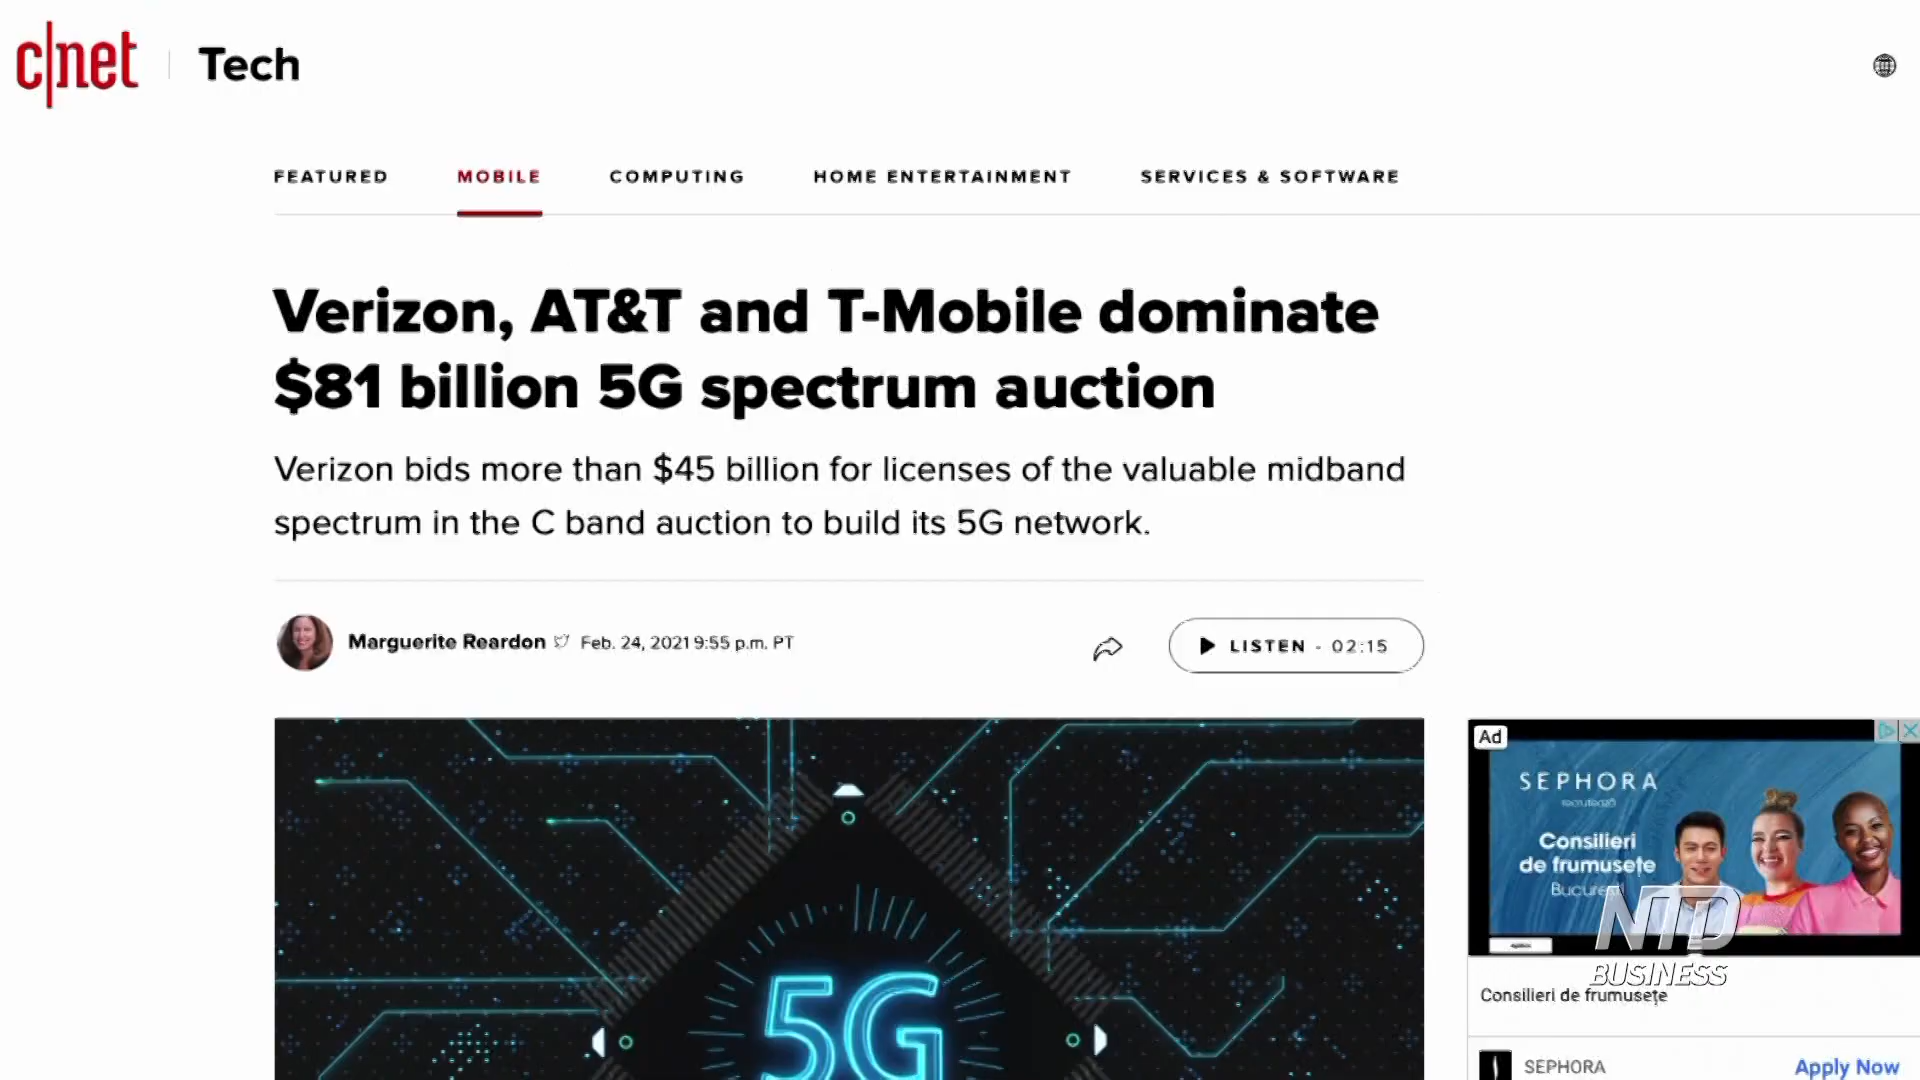 c|net
Tech
FEATURED
MOBILE
COMPUTING
HOME ENTERTAINMENT
SERVICES & SOFTWARE
Verizon, AT&T and T-Mobile dominate
$81 billion 5G spectrum auction
Verizon bids more than $45 billion for licenses of the valuable midband
spectrum in the C band auction to build its 5G network.
Marguerite Reardon
Feb. 24, 2021 9:55 p.m. PT
LISTEN - 02:15
5G
Ad
SEPHORA
recrutează
Consilieri
de frumusețe
NTD
BUSINESS
Consilieri de frumusețe
SEPHORA
Apply Now